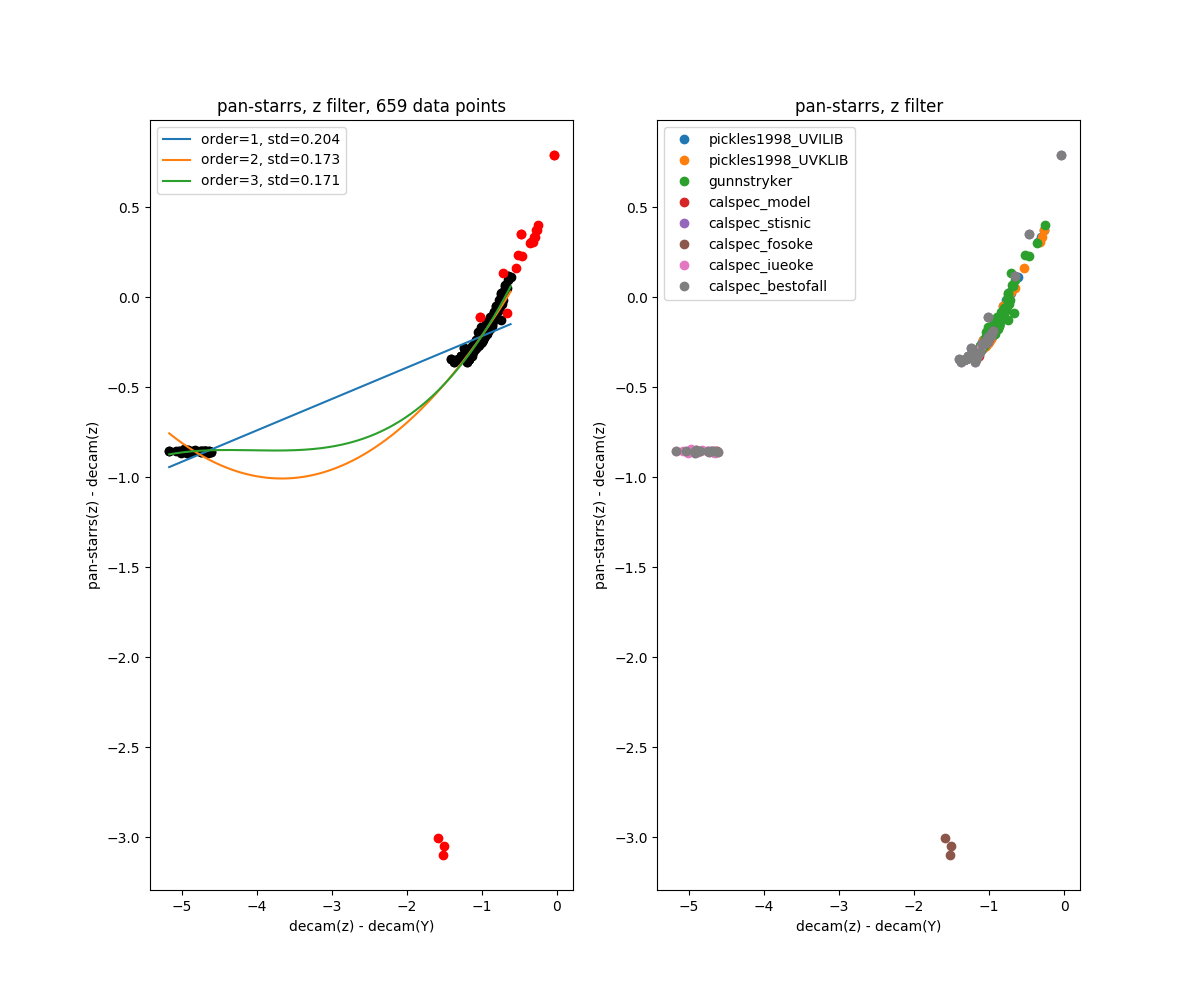 pan-starrs, z filter, 659 data points
order=1, std=0.204
order=2, std=0.173
order=3, std=0.171
0.5
0.0
−0.5
−1.0
−1.5
−2.0
−2.5
−3.0
pan-starrs(z) - decam(z)
−5
−4
−3
−2
−1
0
decam(z) - decam(Y)
pan-starrs, z filter
pickles1998_UVILIB
pickles1998_UVKLIB
gunnstryker
calspec_model
calspec_stisnic
calspec_fosoke
calspec_iueoke
calspec_bestofall
0.5
0.0
−0.5
−1.0
−1.5
−2.0
−2.5
−3.0
pan-starrs(z) - decam(z)
−5
−4
−3
−2
−1
0
decam(z) - decam(Y)